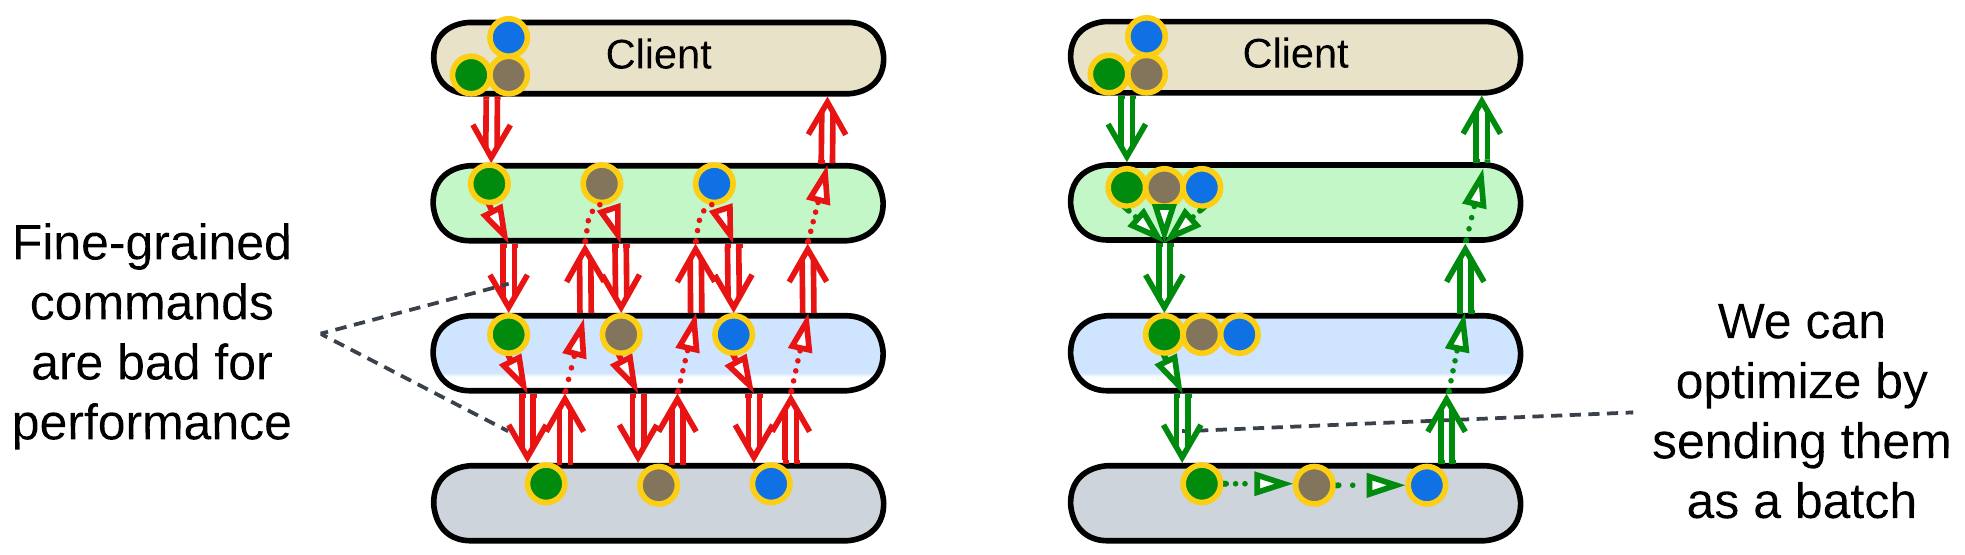 Client
Client
Fine-grained
commands
are bad for
performance
We can
optimize by
sending them
as a batch